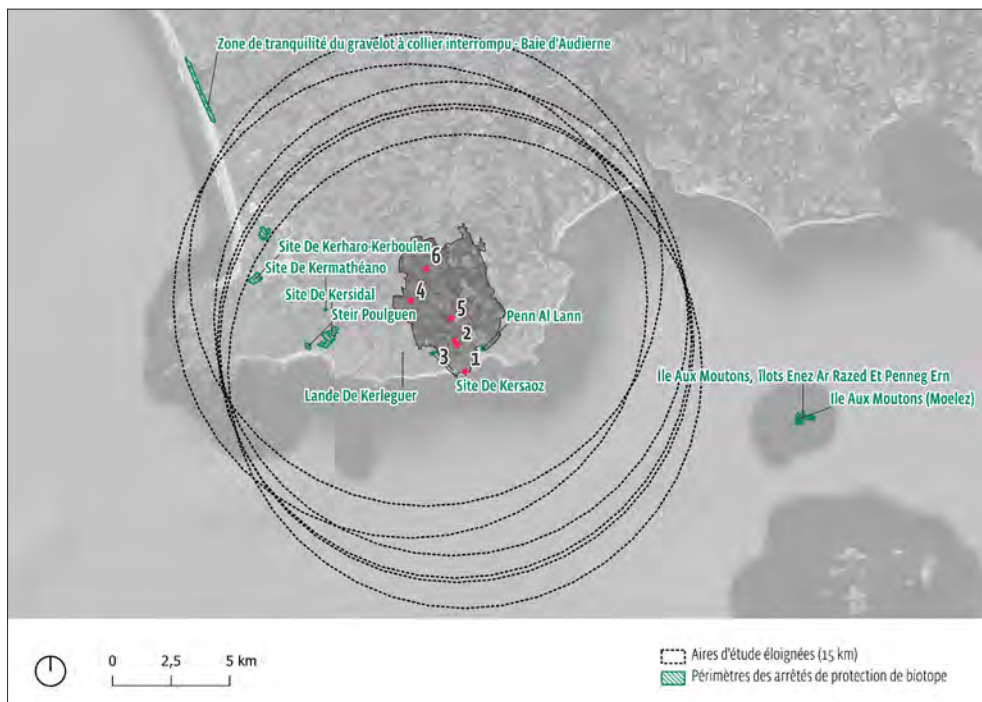 Zone de tranquilité du gravêlot à collier interrompu - Baie d'Audierne
Site De Kerharo-Kerboulen
6
Site De Kermathéano
4
Site De Kersidal
5
Steir Poulguen
Penn Al Lann
2
3
1
Lande De Kerleguer
Site De Kersaoz
Ile Aux Moutons, îlots Enez Ar Razed Et Penneg Ern
Ile Aux Moutons (Moelez)
0 2,5 5 km
Aires d'étude éloignées (15 km)
Périmètres des arrêtés de protection de biotope